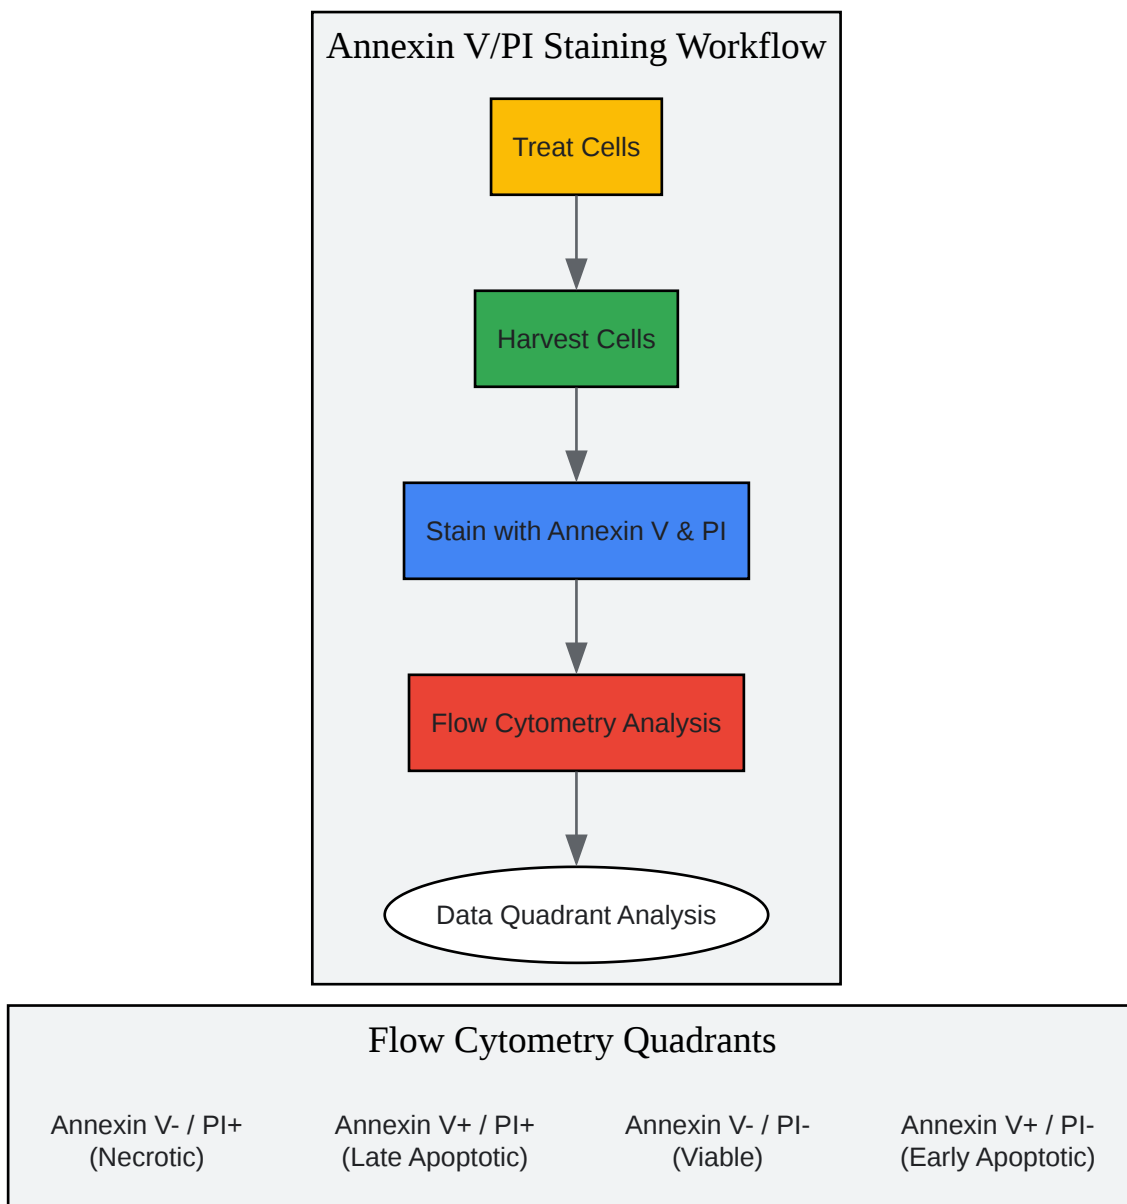 Annexin V/PI Staining Workflow
Treat Cells
Harvest Cells
Stain with Annexin V & PI
Flow Cytometry Analysis
Data Quadrant Analysis
Flow Cytometry Quadrants
Annexin V- / PI+
(Necrotic)
Annexin V+ / PI+
(Late Apoptotic)
Annexin V- / PI-
(Viable)
Annexin V+ / PI-
(Early Apoptotic)